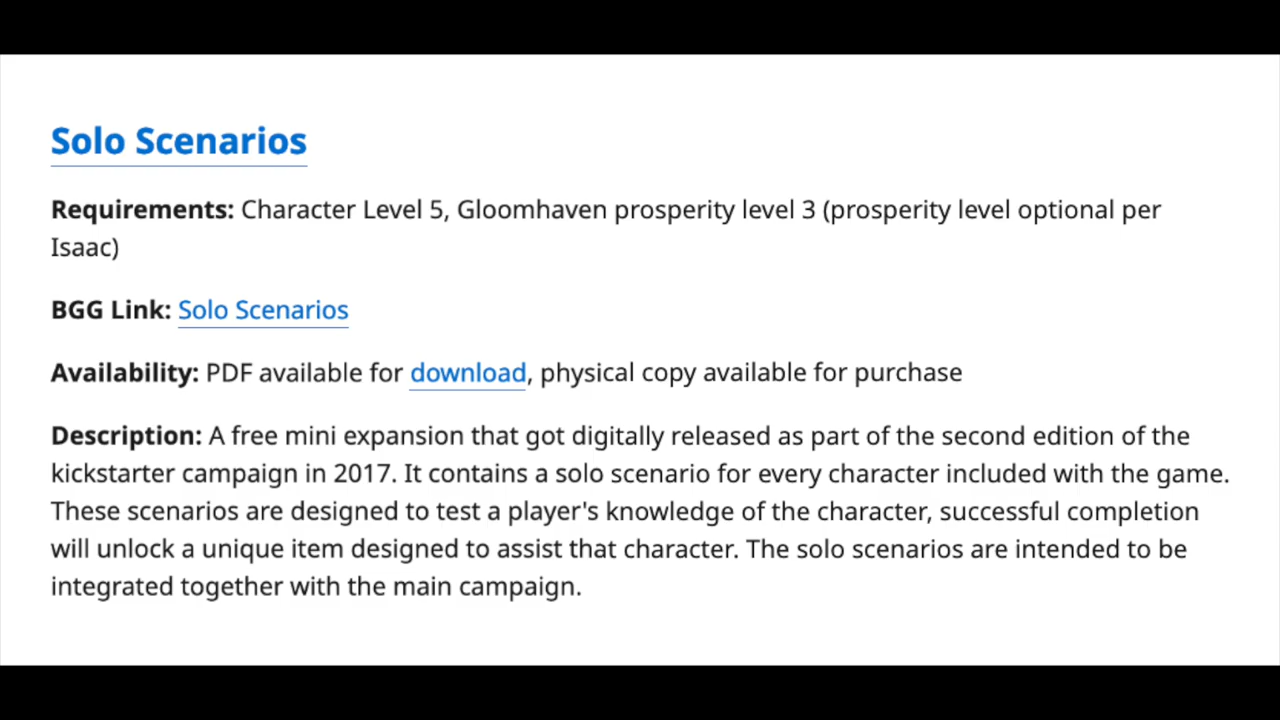 Solo Scenarios
Requirements: Character Level 5, Gloomhaven prosperity level 3 (prosperity level optional per
Isaac)
BGG Link: Solo Scenarios
Availability: PDF available for download, physical copy available for purchase
Description: A free mini expansion that got digitally released as part of the second edition of the
kickstarter campaign in 2017. It contains a solo scenario for every character included with the game.
These scenarios are designed to test a player's knowledge of the character, successful completion
will unlock a unique item designed to assist that character. The solo scenarios are intended to be
integrated together with the main campaign.